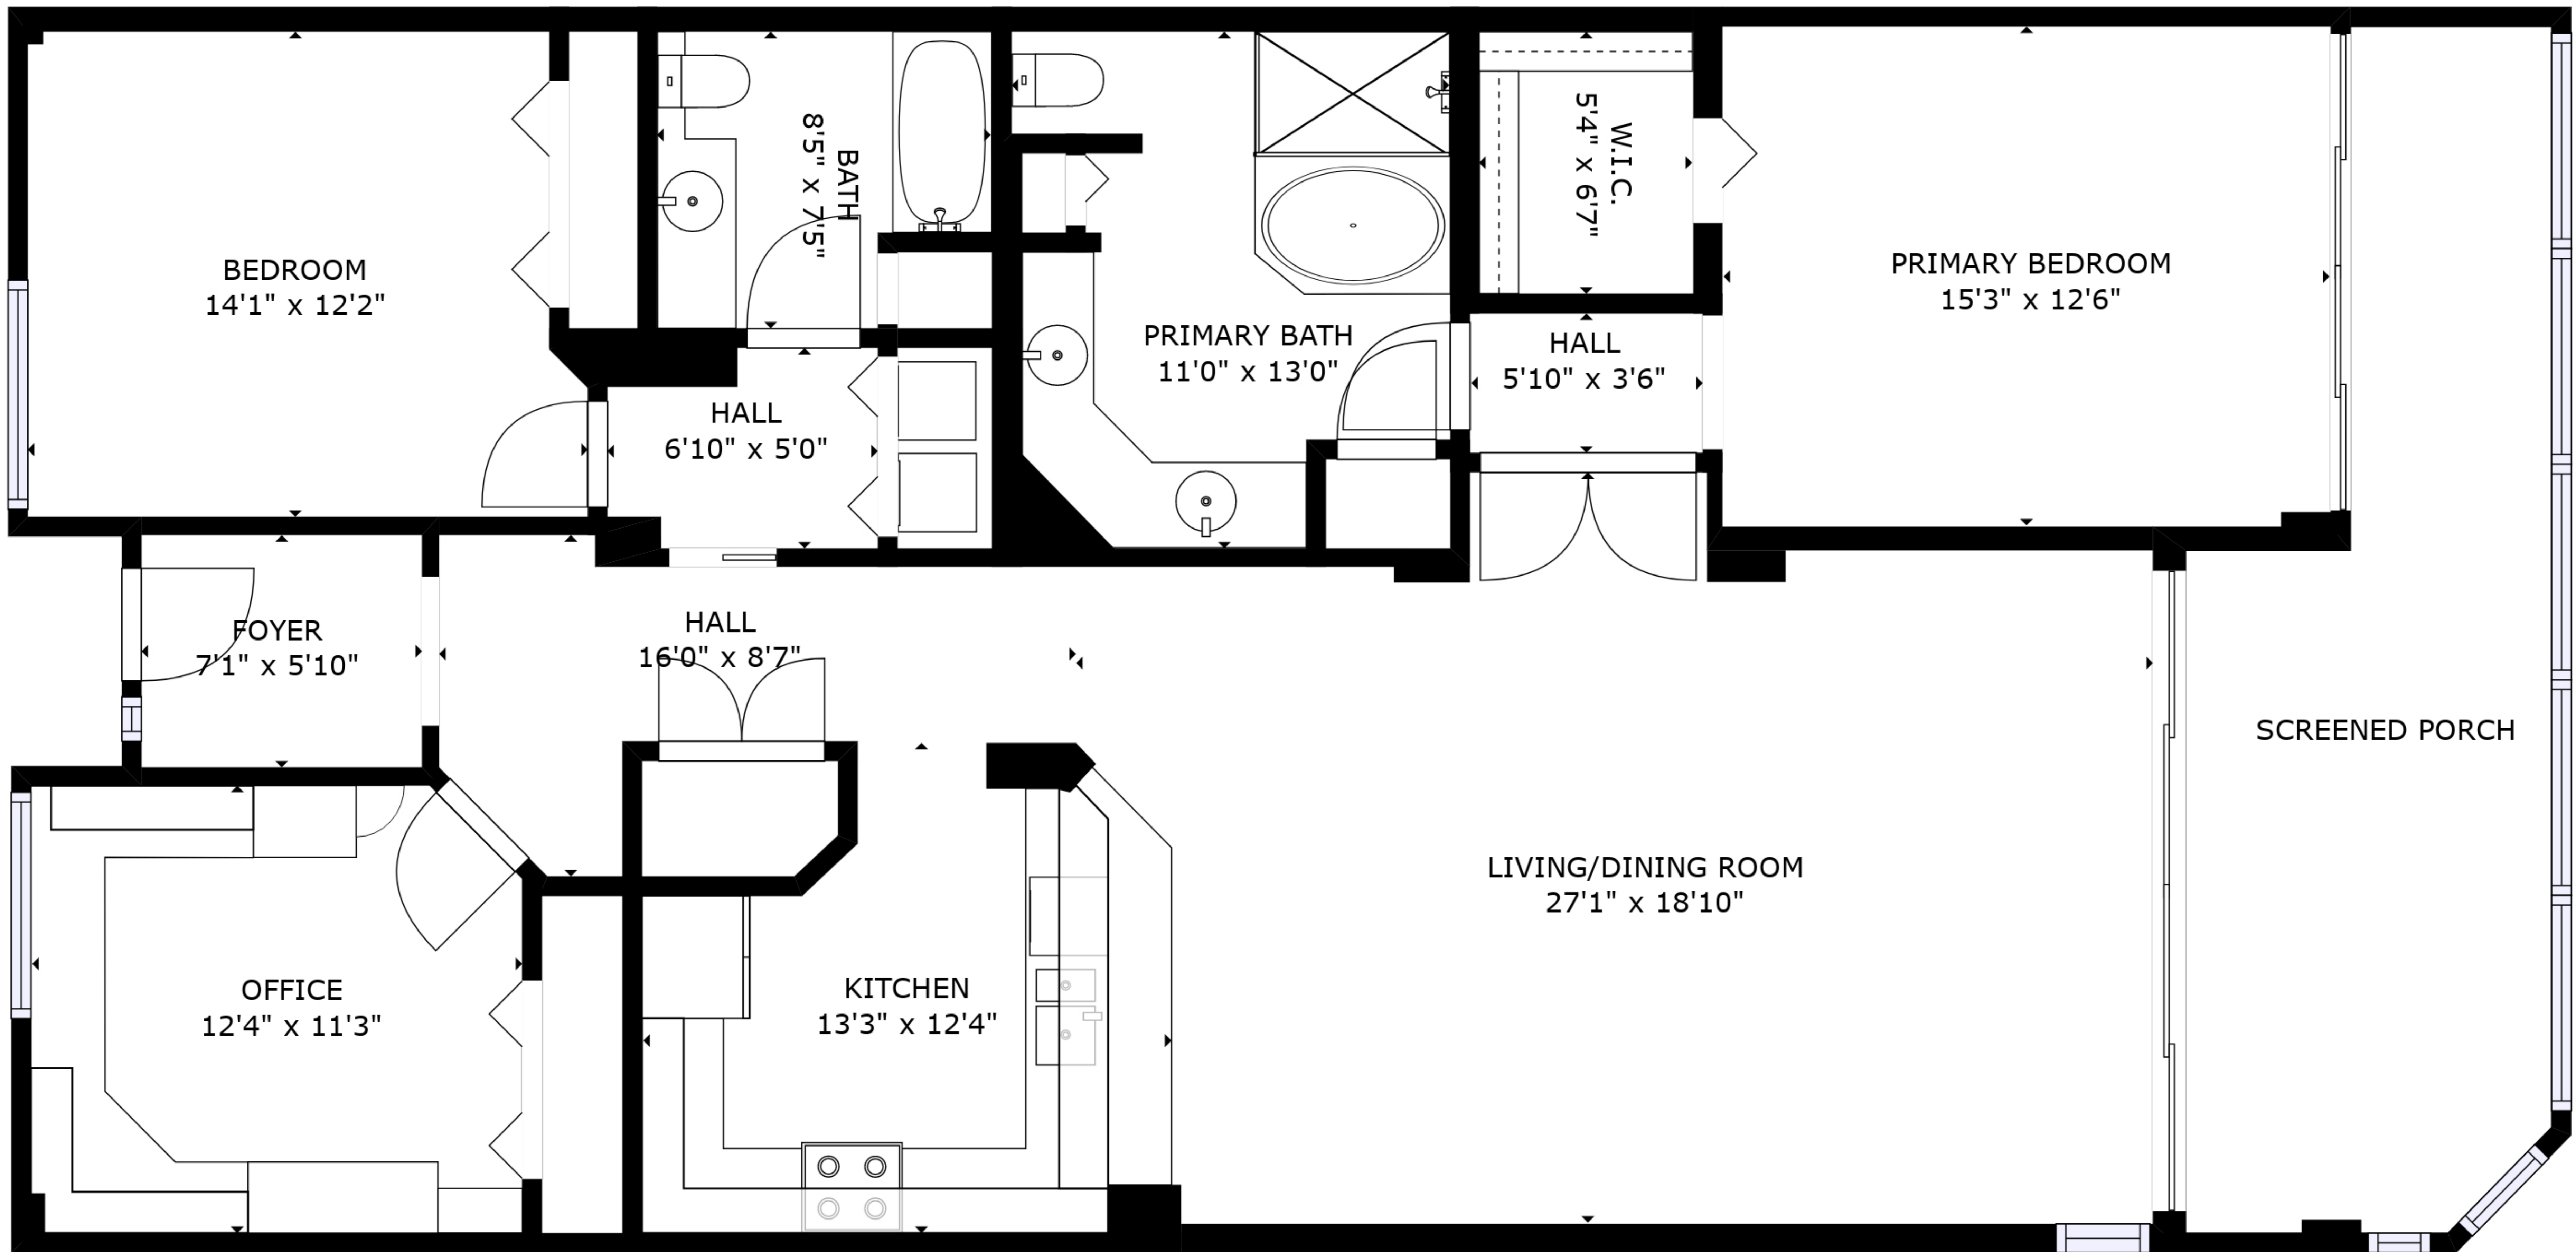 BEDROOM
14'1" x 12'2"
BATH
8'5" x 7'5"
W.I.C.
5'4" x 6'7"
PRIMARY BEDROOM
15'3" x 12'6"
PRIMARY BATH
11'0" x 13'0"
HALL
5'10" x 3'6"
HALL
6'10" x 5'0"
FOYER
7'1" x 5'10"
HALL
16'0" x 8'7"
SCREENED PORCH
LIVING/DINING ROOM
27'1" x 18'10"
OFFICE
12'4" x 11'3"
KITCHEN
13'3" x 12'4"